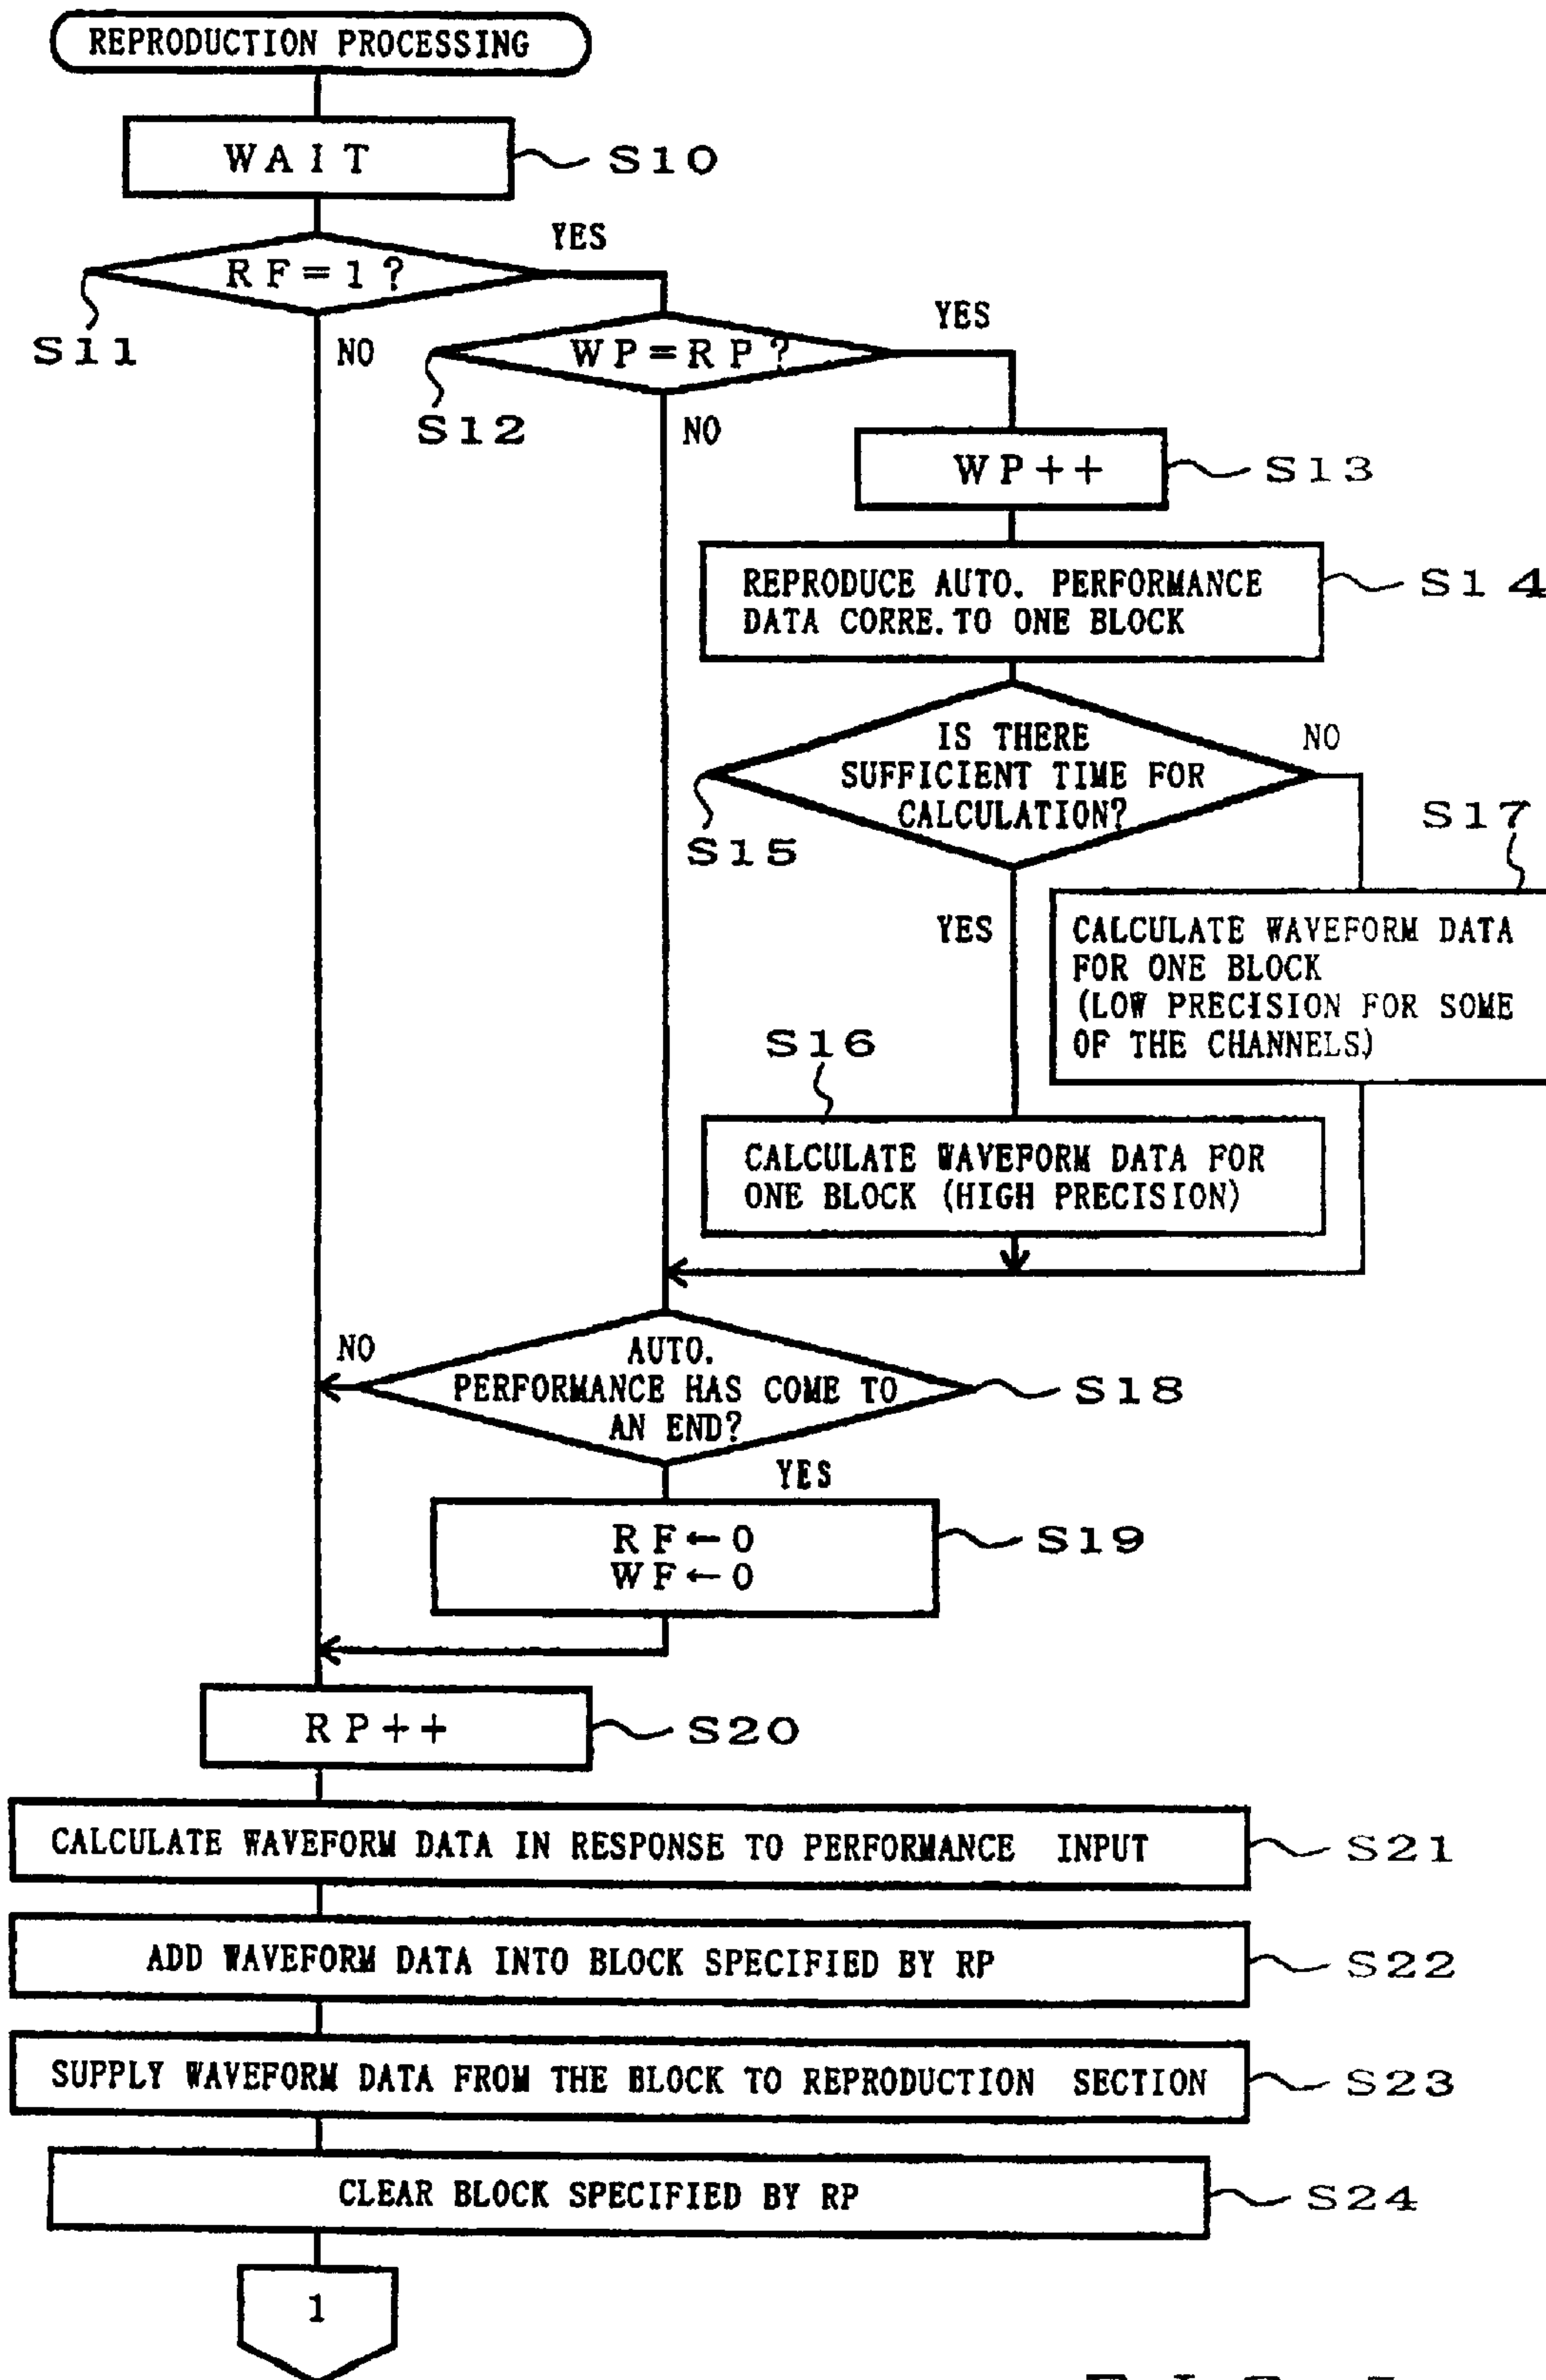 REPRODUCTION PROCESSING
WAIT
S10
RF=1?
YES
S11
NO
WP=RP?
YES
S12
NO
WP++
S13
REPRODUCE AUTO. PERFORMANCE
DATA CORRE. TO ONE BLOCK
S14
IS THERE
SUFFICIENT TIME FOR
CALCULATION?
NO
S15
YES
S17
CALCULATE WAVEFORM DATA
FOR ONE BLOCK
(LOW PRECISION FOR SOME
OF THE CHANNELS)
S16
CALCULATE WAVEFORM DATA FOR
ONE BLOCK (HIGH PRECISION)
NO
AUTO.
PERFORMANCE HAS COME TO
AN END?
S18
YES
RF←0
WF←0
S19
RP++
S20
CALCULATE WAVEFORM DATA IN RESPONSE TO PERFORMANCE INPUT
S21
ADD WAVEFORM DATA INTO BLOCK SPECIFIED BY RP
S22
SUPPLY WAVEFORM DATA FROM THE BLOCK TO REPRODUCTION SECTION
S23
CLEAR BLOCK SPECIFIED BY RP
S24
1